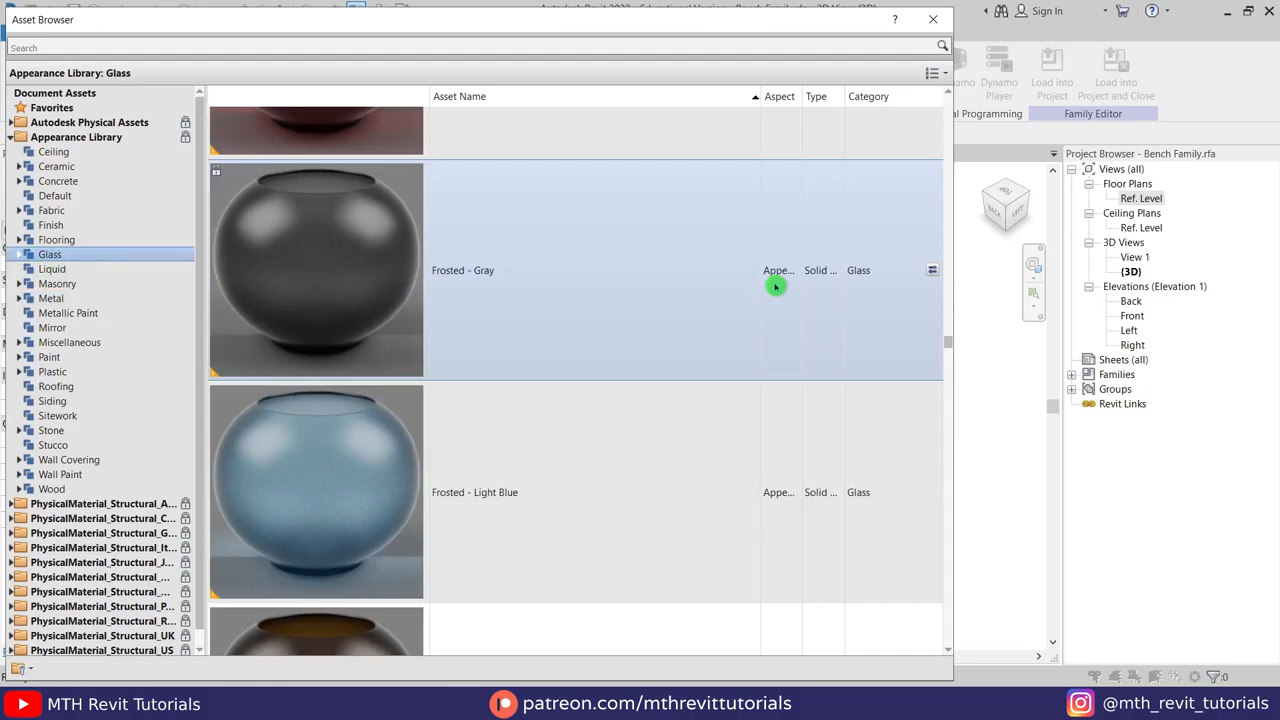 Asset Browser
?
Search
Appearance Library: Glass
Document Assets
Favorites
Autodesk Physical Assets
Appearance Library
Ceiling
Ceramic
Concrete
Default
Fabric
Finish
Flooring
Glass
Liquid
Masonry
Metal
Metallic Paint
Mirror
Miscellaneous
Paint
Plastic
Roofing
Siding
Sitework
Stone
Stucco
Wall Covering
Wall Paint
Wood
PhysicalMaterial_Structural_A...
PhysicalMaterial_Structural_C...
PhysicalMaterial_Structural_G...
PhysicalMaterial_Structural_It...
PhysicalMaterial_Structural_J...
PhysicalMaterial_Structural_...
PhysicalMaterial_Structural_...
PhysicalMaterial_Structural_P...
PhysicalMaterial_Structural_R...
PhysicalMaterial_Structural_UK
PhysicalMaterial_Structural_US
Asset Name Aspect Type Category
Frosted - Gray Appe... Solid ... Glass
Frosted - Light Blue Appe... Solid ... Glass
Sign In
Dynamo Player
Load into Project
Load into Project and Close
Programming
Family Editor
Project Browser - Bench Family.rfa
Views (all)
Floor Plans
Ref. Level
Ceiling Plans
Ref. Level
3D Views
View 1
{3D}
Elevations (Elevation 1)
Back
Front
Left
Right
Sheets (all)
Families
Groups
Revit Links
TOP
BACK
LEFT
:0
MTH Revit Tutorials
patreon.com/mthrevittutorials
@mth_revit_tutorials